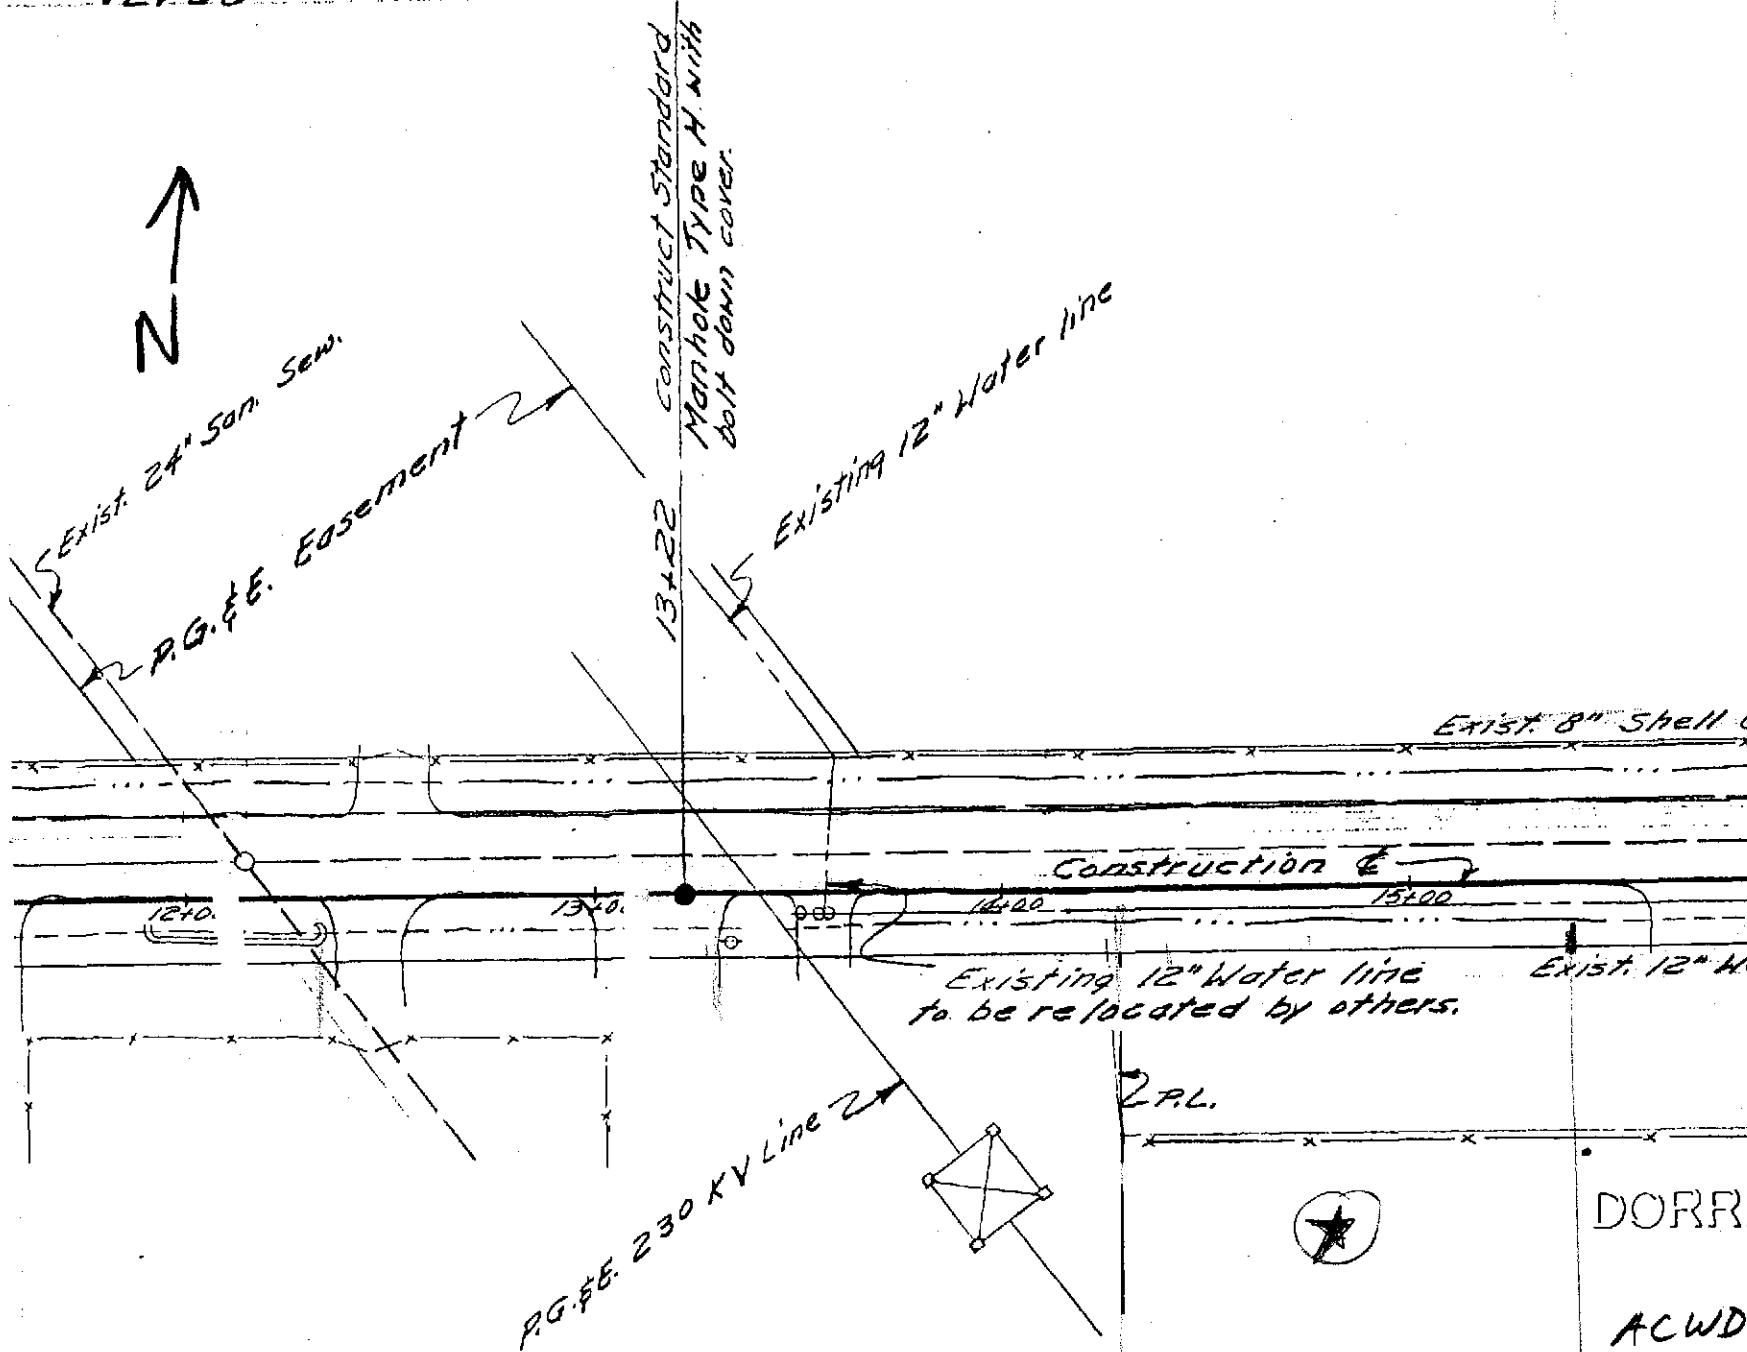 Construct Standard
Manhole Type H with
bolt down cover.
N
Exist. 24" San. Sew.
P.G.&E. Easement
13+22
Existing 12" Water line
Exist. 8" Shell
Construction ℄
12+0
13+0
14+00
15+00
Existing 12" Water line
to be relocated by others.
Exist. 12" W
P.L.
P.G.&E. 230 KV Line
DORR
ACWD